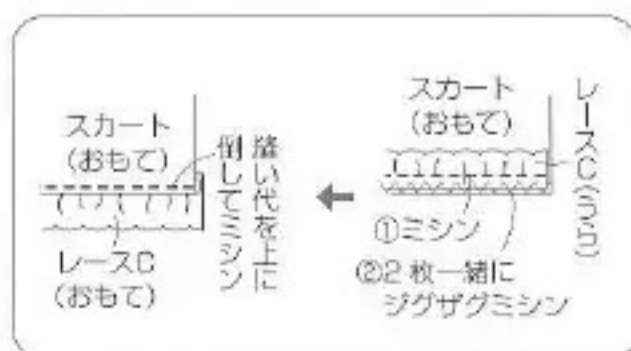 スカート
(おもて)
レースC(うら)
①ミシン
②2枚一緒に
ジグザグミシン
スカート
(おもて)
縫い代を上に
倒してミシン
レースC
(おもて)